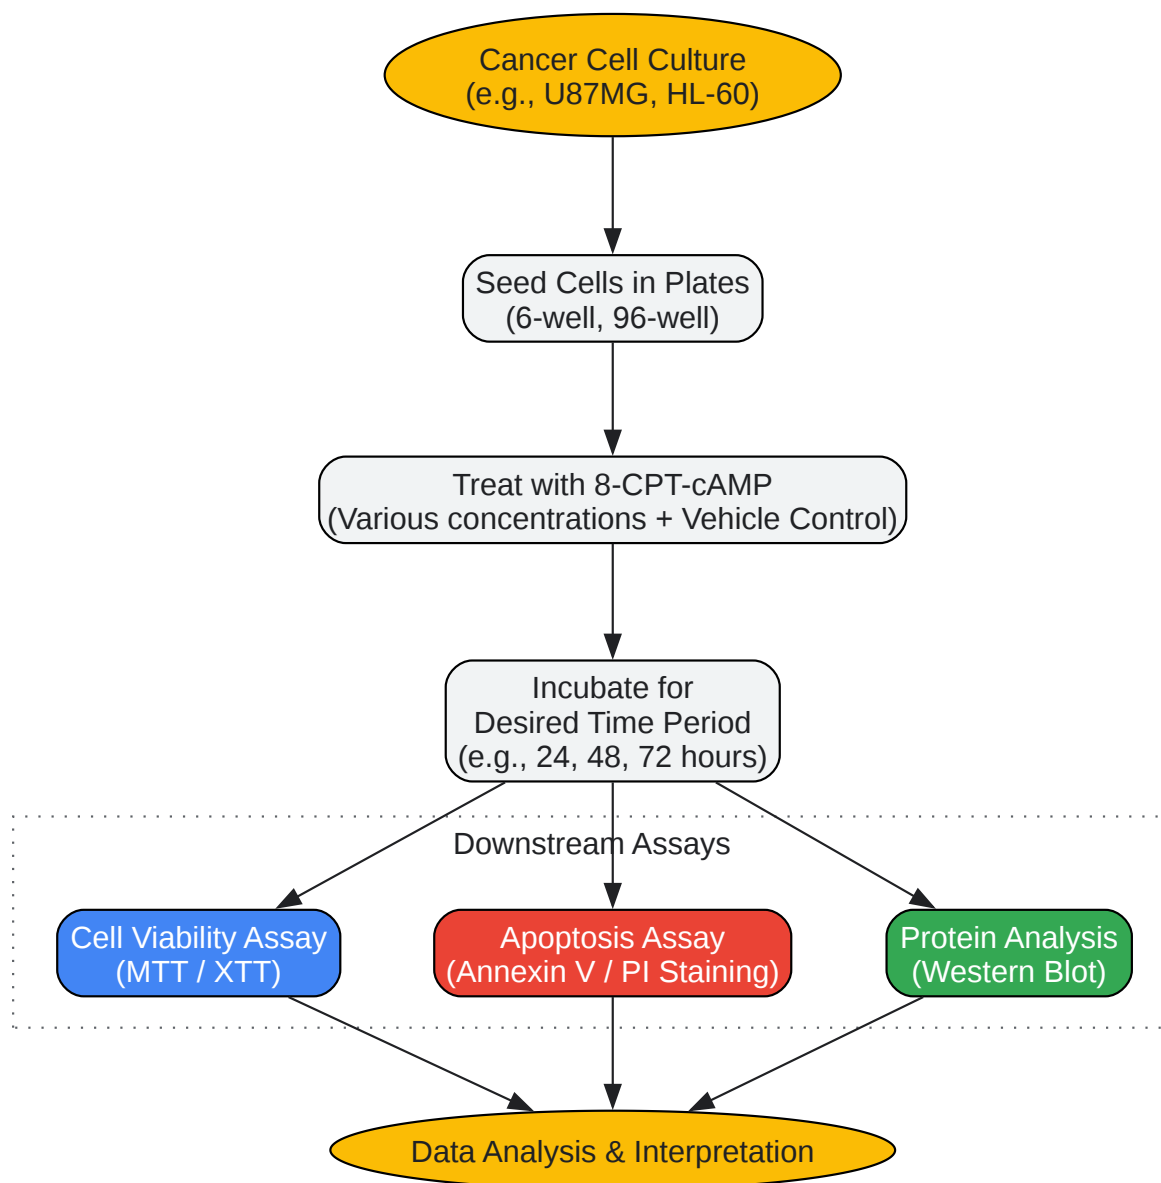 Cancer Cell Culture
(e.g., U87MG, HL-60)
Seed Cells in Plates
(6-well, 96-well)
Treat with 8-CPT-cAMP
(Various concentrations + Vehicle Control)
Incubate for
Desired Time Period
(e.g., 24, 48, 72 hours)
Downstream Assays
Cell Viability Assay
(MTT / XTT)
Apoptosis Assay
(Annexin V / PI Staining)
Protein Analysis
(Western Blot)
Data Analysis & Interpretation